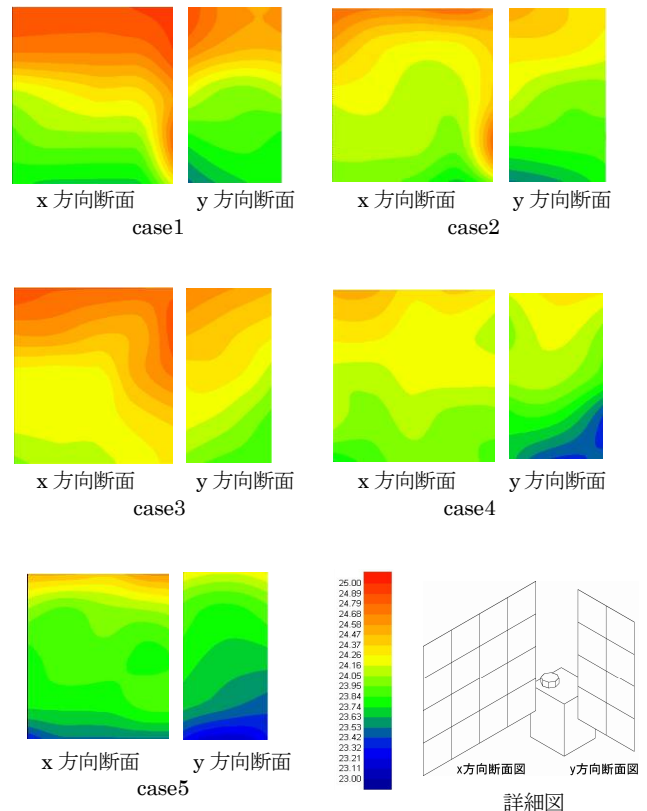 x 方向断面 y 方向断面
case1
x 方向断面 y 方向断面
case2
x 方向断面 y 方向断面
case3
x 方向断面 y 方向断面
case4
x 方向断面 y 方向断面
case5
25.00
24.89
24.79
24.68
24.58
24.47
24.37
24.26
24.16
24.05
23.95
23.84
23.74
23.63
23.53
23.42
23.32
23.21
23.11
23.00
x方向断面図 y方向断面図
詳細図